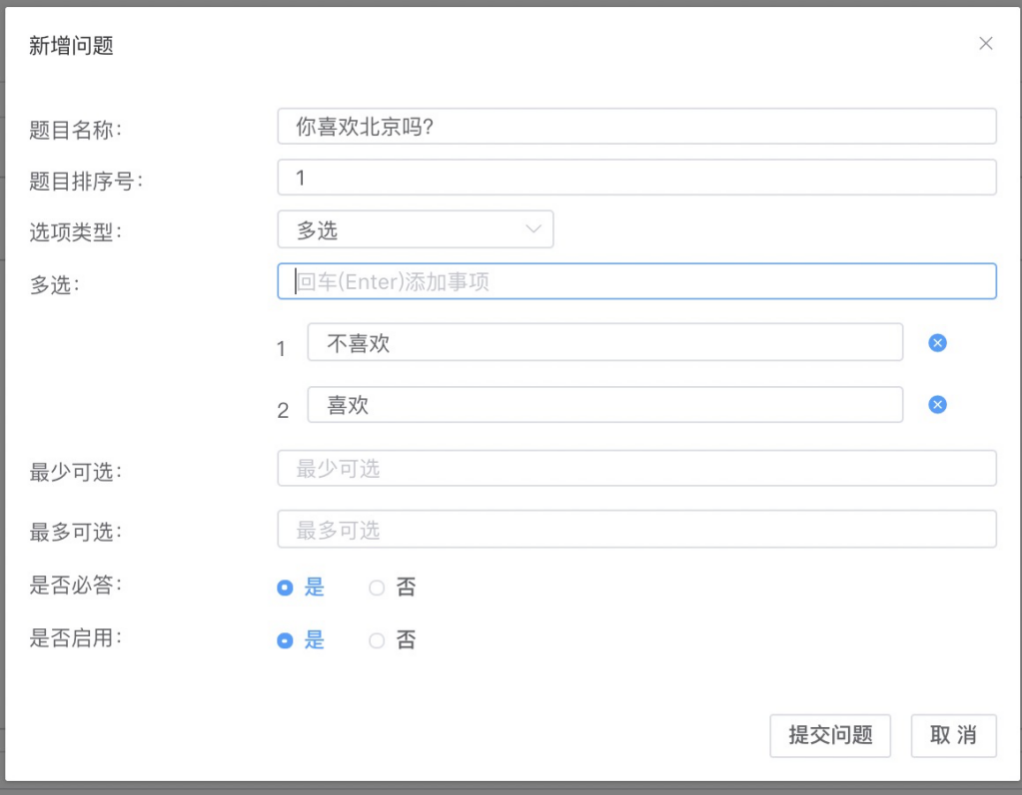 新增问题
题目名称： 你喜欢北京吗?
题目排序号： 1
选项类型： 多选
多选： 回车(Enter)添加事项
1 不喜欢
2 喜欢
最少可选： 最少可选
最多可选： 最多可选
是否必答： 是 否
是否启用： 是 否
提交问题 取 消